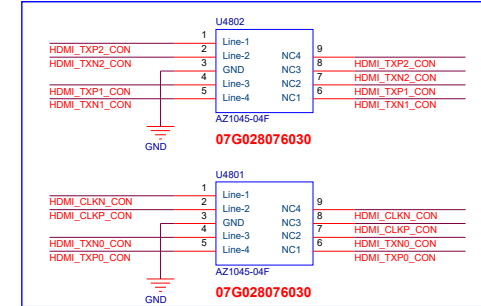 U4802
1
HDMI_TXP2_CON
2
Line-1
HDMI_TXN2_CON
3
Line-2
NC4
9
GND
NC3
8
HDMI_TXP2_CON
4
Line-3
NC2
7
HDMI_TXN2_CON
HDMI_TXP1_CON
5
Line-4
NC1
6
HDMI_TXP1_CON
HDMI_TXN1_CON
HDMI_TXN1_CON
AZ1045-04F
GND
07G028076030
U4801
1
HDMI_CLKN_CON
2
Line-1
HDMI_CLKP_CON
3
Line-2
NC4
9
GND
NC3
8
HDMI_CLKN_CON
4
Line-3
NC2
7
HDMI_CLKP_CON
HDMI_TXN0_CON
5
Line-4
NC1
6
HDMI_TXN0_CON
HDMI_TXP0_CON
HDMI_TXP0_CON
AZ1045-04F
GND
07G028076030